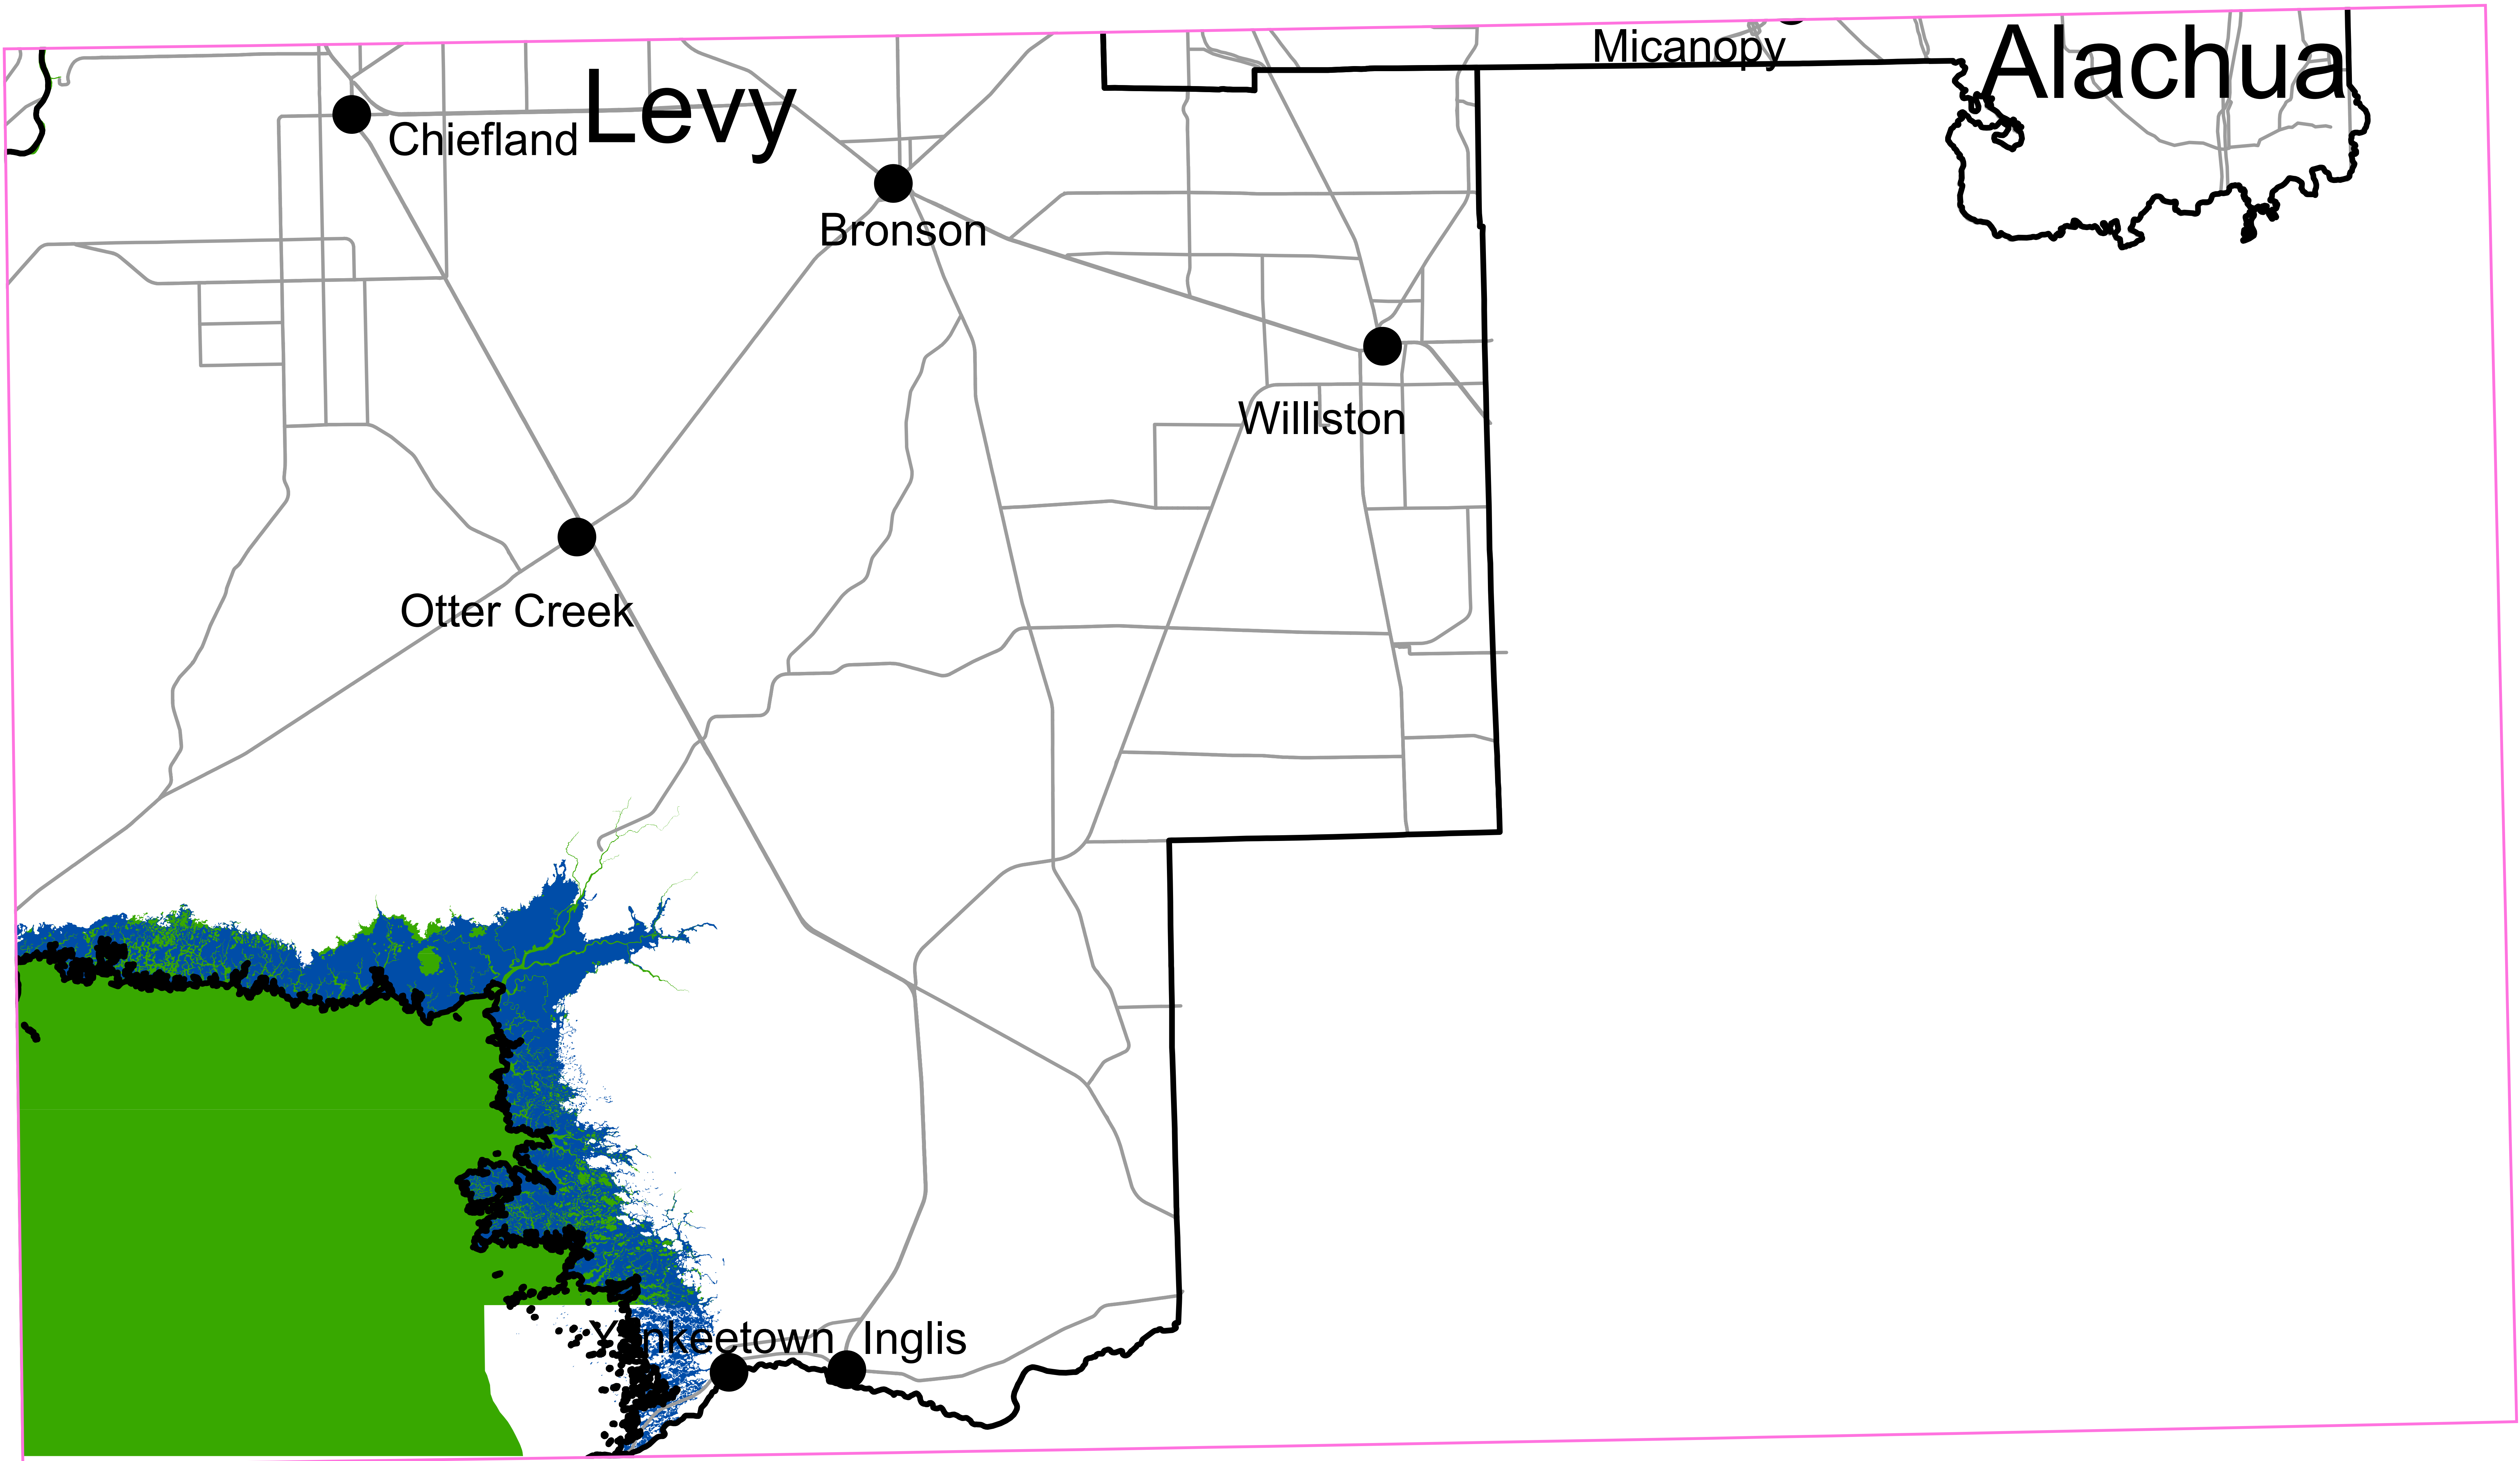 Micanopy
Alachua
Levy
Chiefland
Bronson
Williston
Otter Creek
Yankeetown
Inglis